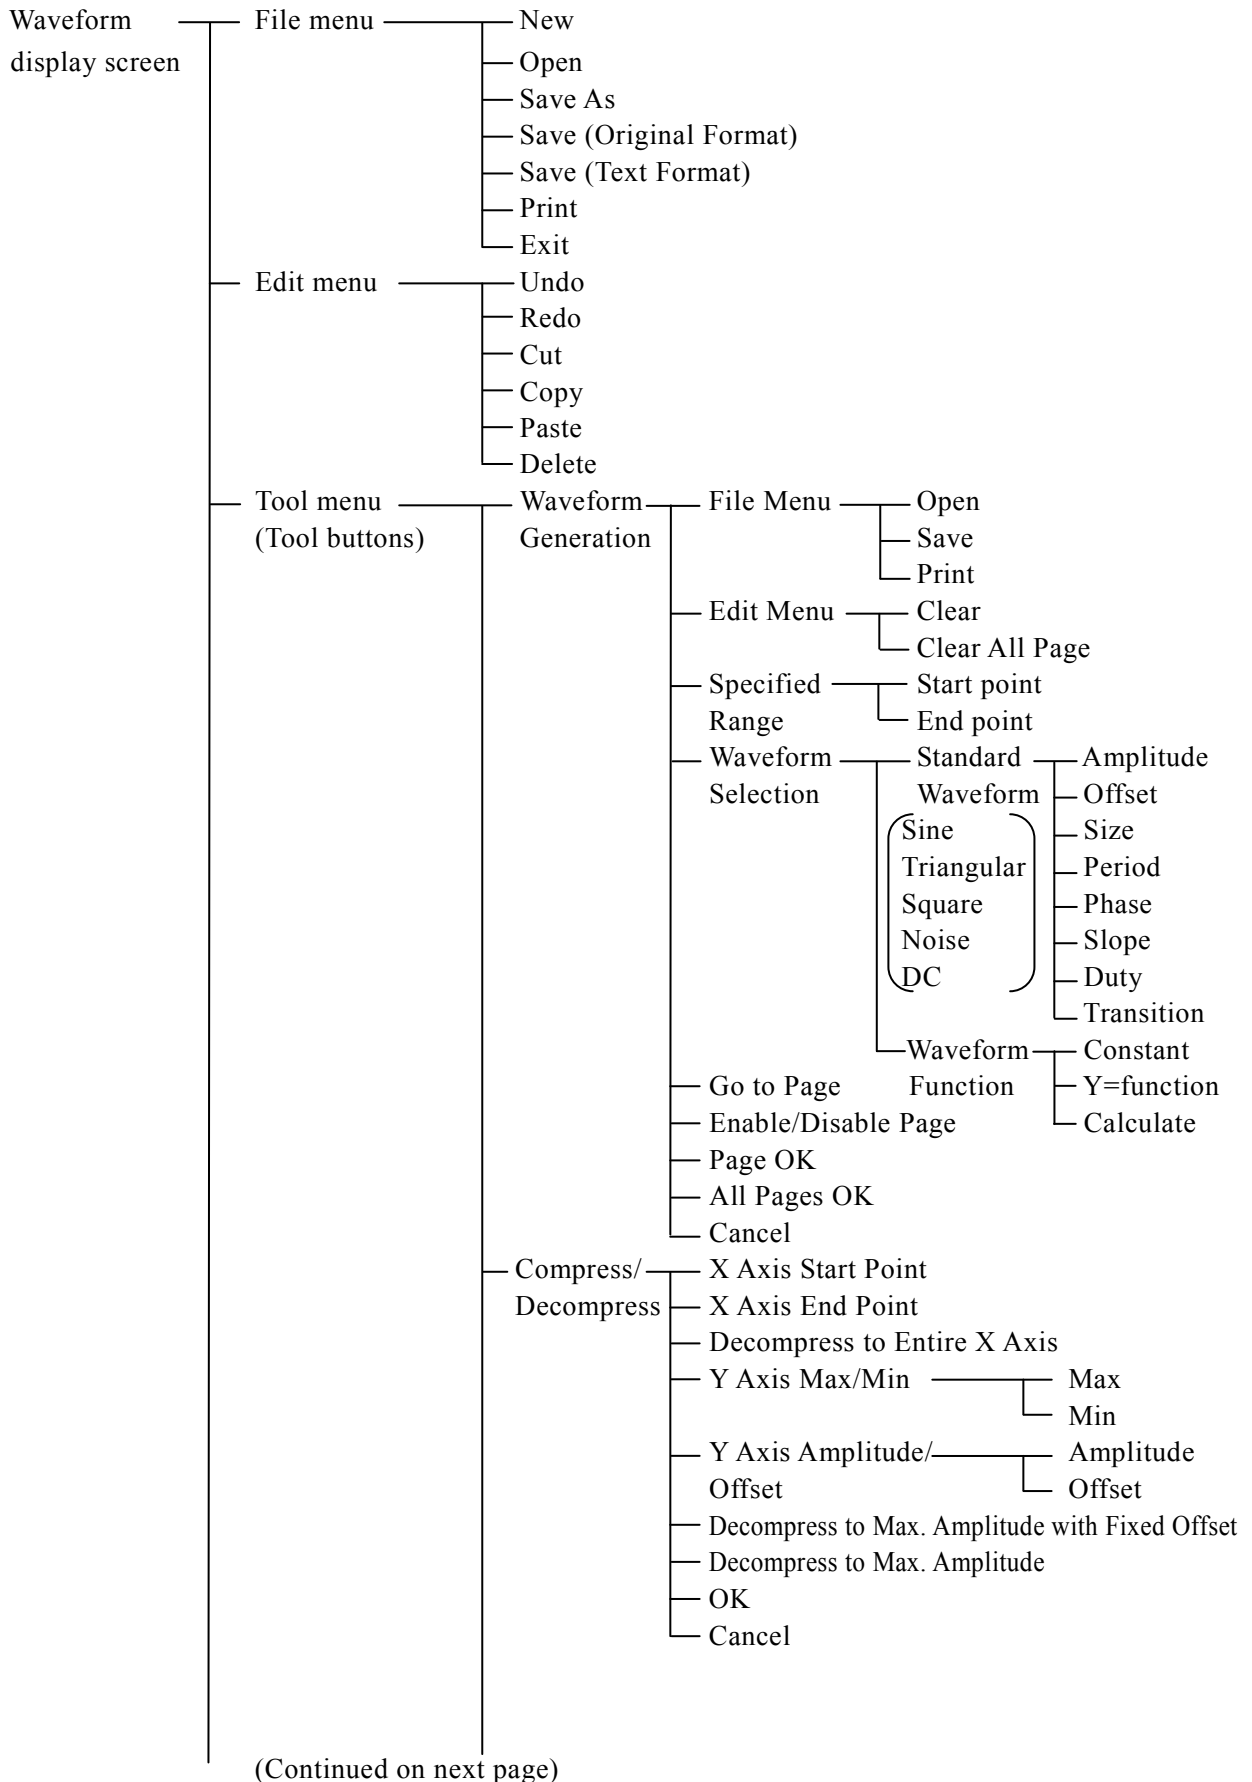 Waveform File menu New
display screen Open
Save As
Save (Original Format)
Save (Text Format)
Print
Exit
Edit menu Undo
Redo
Cut
Copy
Paste
Delete
Tool menu Waveform File Menu Open
(Tool buttons) Generation Save
Print
Edit Menu Clear
Clear All Page
Specified Start point
Range End point
Waveform Standard Amplitude
Selection Waveform Offset
Sine Size
Triangular Period
Square Phase
Noise Slope
DC Duty
Transition
Waveform Constant
Go to Page Function Y=function
Enable/Disable Page Calculate
Page OK
All Pages OK
Cancel
Compress/ X Axis Start Point
Decompress X Axis End Point
Decompress to Entire X Axis
Y Axis Max/Min Max
Min
Y Axis Amplitude/ Amplitude
Offset Offset
Decompress to Max. Amplitude with Fixed Offset
Decompress to Max. Amplitude
OK
Cancel
(Continued on next page)